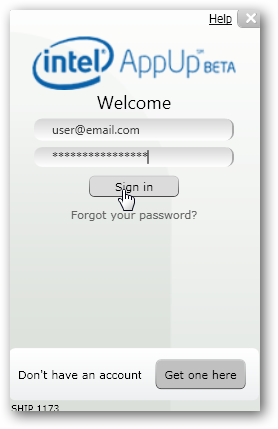 Help
intel AppUp™ BETA
Welcome
user@email.com
****************
Sign in
Forgot your password?
Don't have an account
Get one here
SHIP 1173